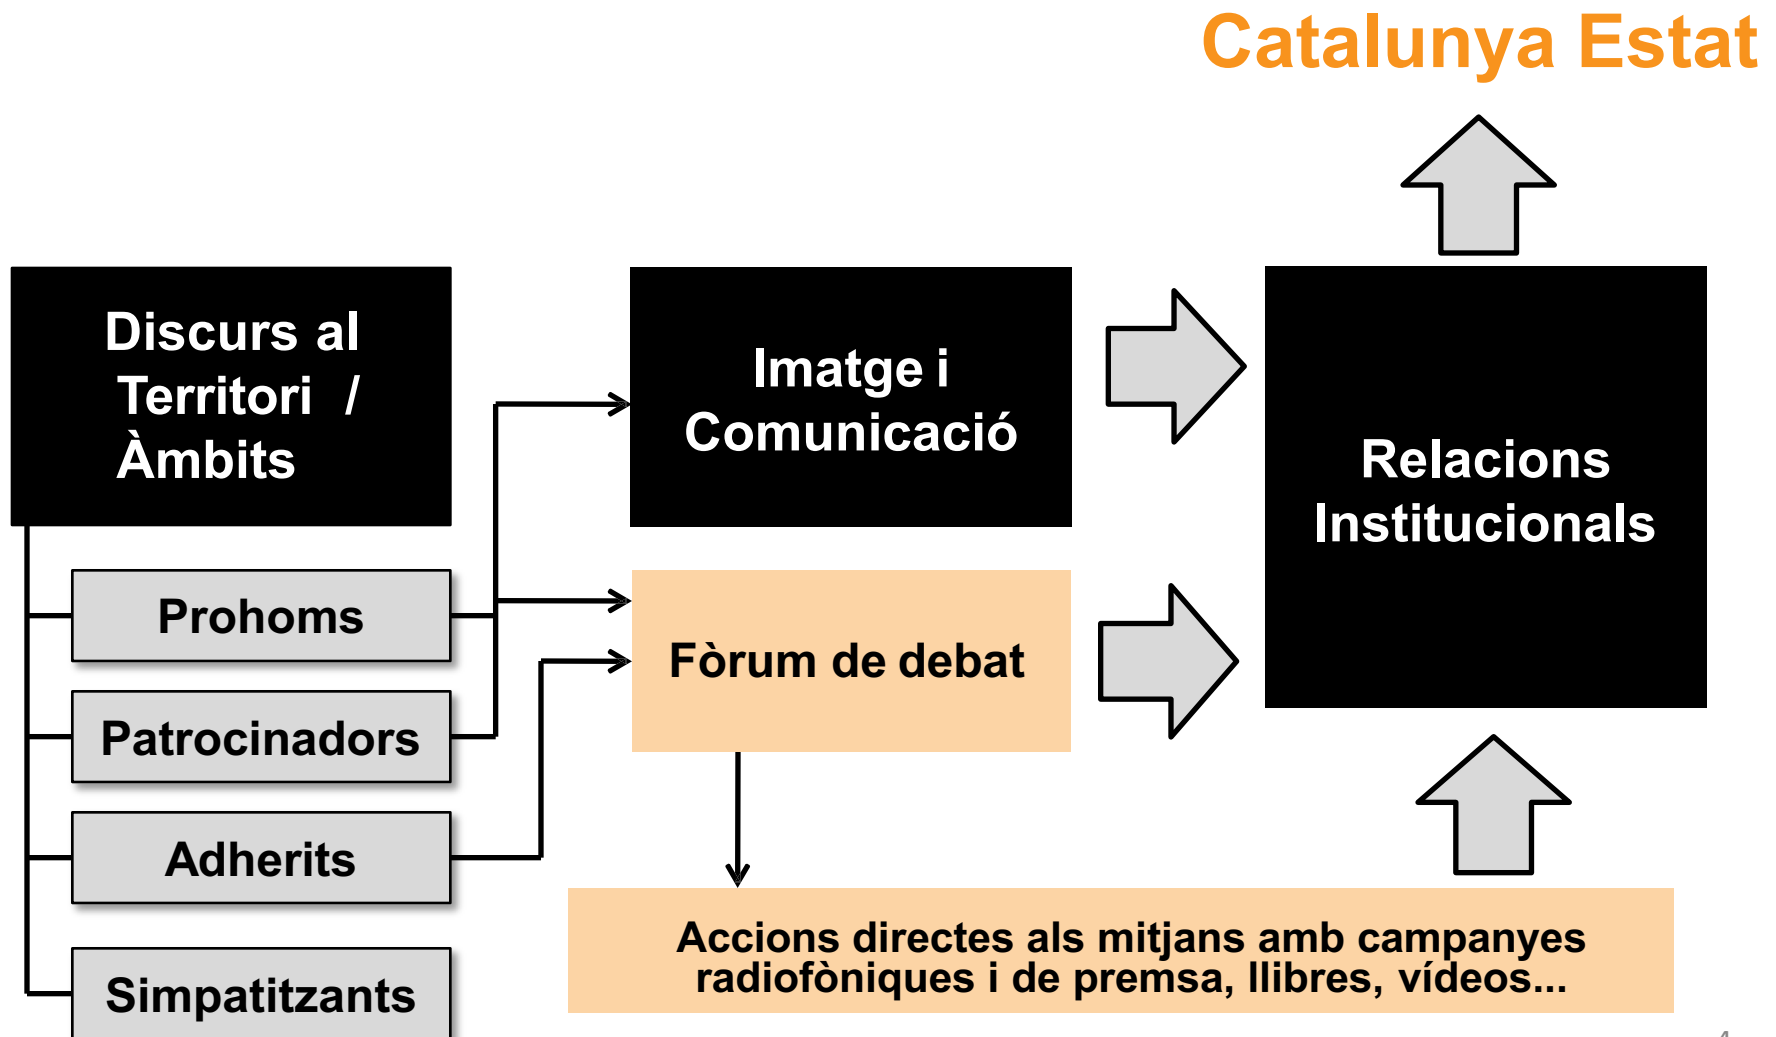 Catalunya Estat
Discurs al
Territori /
Àmbits
Prohoms
Patrocinadors
Adherits
Simpatitzants
Imatge i
Comunicació
Fòrum de debat
Relacions
Institucionals
Accions directes als mitjans amb campanyes
radiofòniques i de premsa, llibres, vídeos...